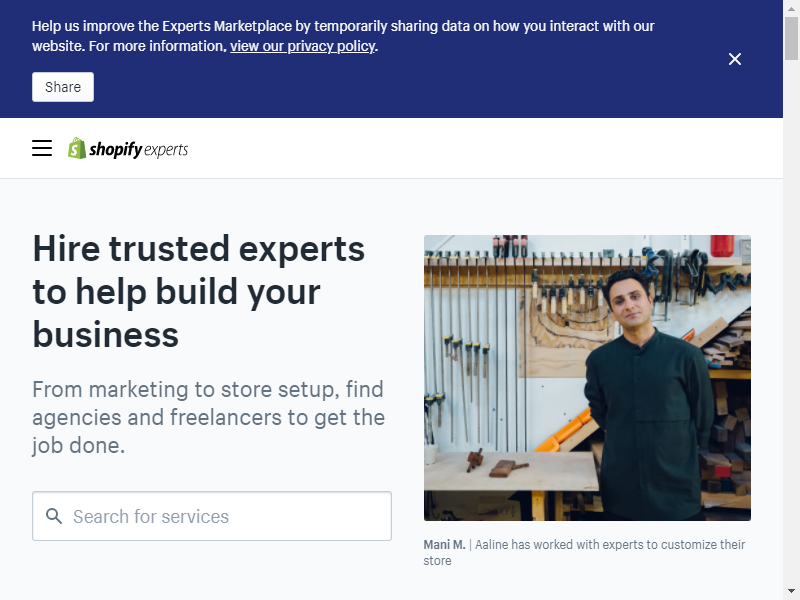 Help us improve the Experts Marketplace by temporarily sharing data on how you interact with our
website. For more information, view our privacy policy.
Share
shopify experts
Hire trusted experts
to help build your
business
From marketing to store setup, find
agencies and freelancers to get the
job done.
Search for services
Mani M. | Aaline has worked with experts to customize their
store